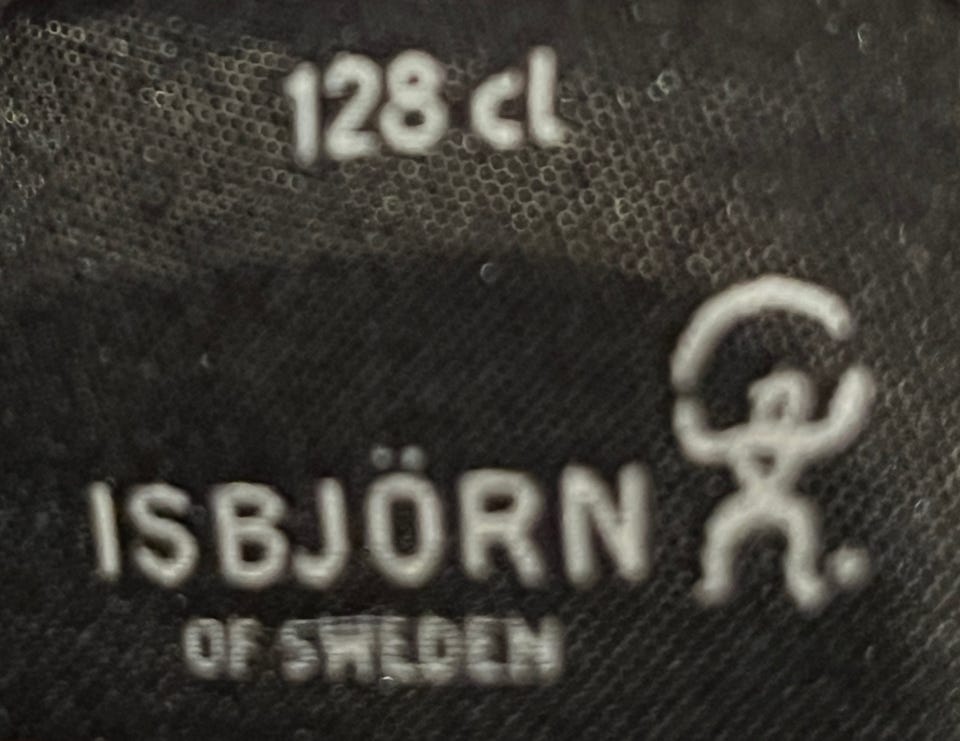 128 cl
ISBJÖRN
OF SWEDEN